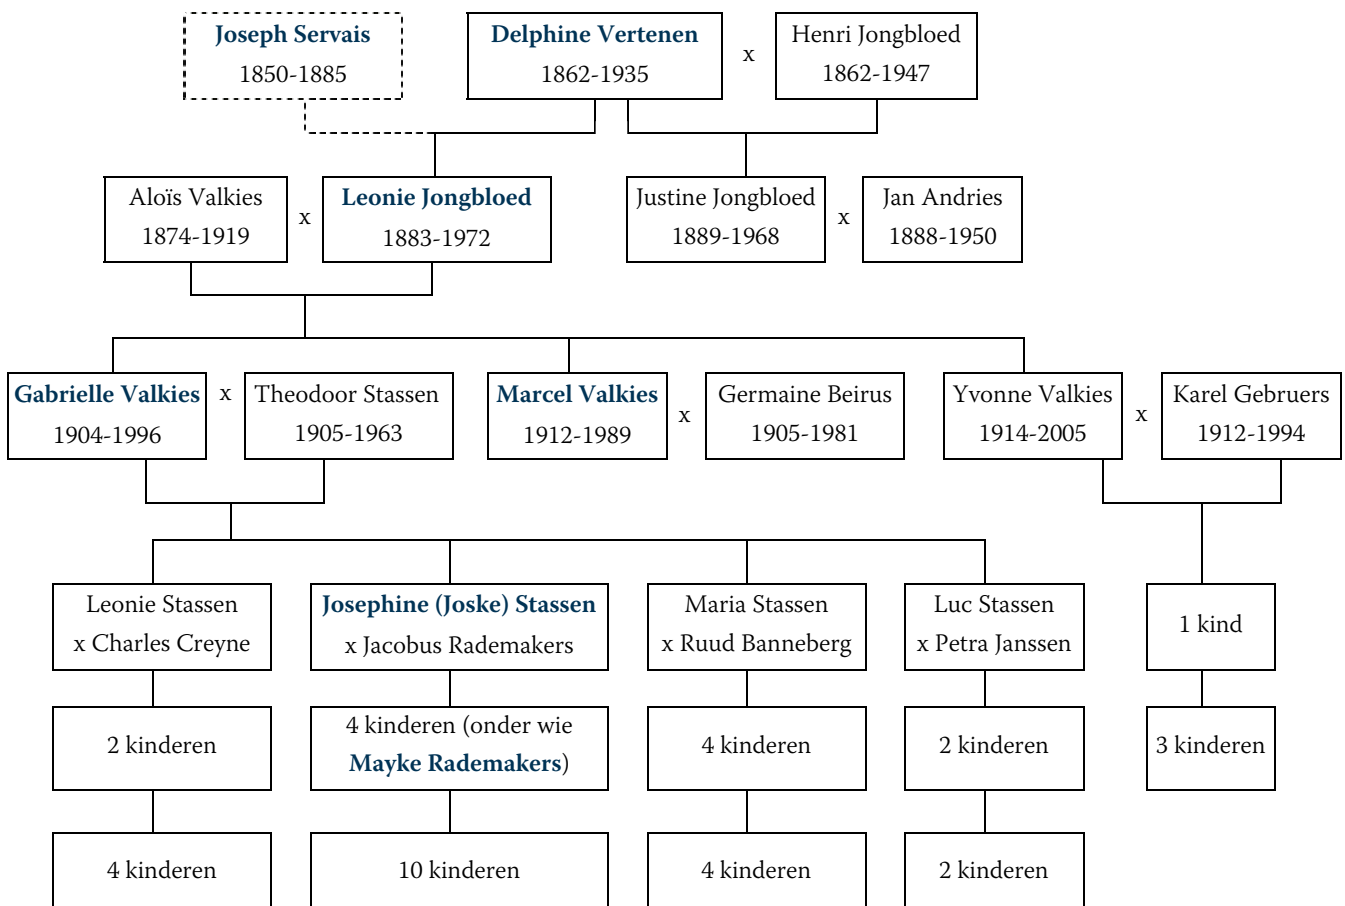 Joseph Servais
1850-1885
Delphine Vertenen
1862-1935
x
Henri Jongbloed
1862-1947
Aloïs Valkies
1874-1919
x
Leonie Jongbloed
1883-1972
Justine Jongbloed
1889-1968
x
Jan Andries
1888-1950
Gabrielle Valkies
1904-1996
x
Theodoor Stassen
1905-1963
Marcel Valkies
1912-1989
x
Germaine Beirus
1905-1981
Yvonne Valkies
1914-2005
x
Karel Gebruers
1912-1994
Leonie Stassen
x Charles Creyne
Josephine (Joske) Stassen
x Jacobus Rademakers
Maria Stassen
x Ruud Banneberg
Luc Stassen
x Petra Janssen
1 kind
2 kinderen
4 kinderen (onder wie
Mayke Rademakers)
4 kinderen
2 kinderen
3 kinderen
4 kinderen
10 kinderen
4 kinderen
2 kinderen